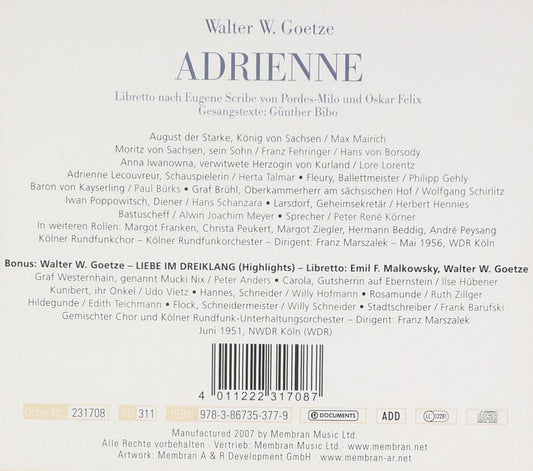 Walter W. Goetze
ADRIENNE
Libretto nach Eugene Scribe von Pordes-Milo und Oskar Felix
Gesangstexte: Günther Bibo
August der Starke, König von Sachsen / Max Mairich
Moritz von Sachsen, sein Sohn / Franz Fehringer / Hans von Borsody
Anna Iwanowna, verwitwete Herzogin von Kurland / Lore Lorentz
Adrienne Lecouvreur, Schauspielerin / Herta Talmar • Fleury, Ballettmeister / Philipp Gehly
Baron von Kayserling / Paul Bürks • Graf Brühl, Oberkammerherr am sächsischen Hof / Wolfgang Schirlitz
Iwan Poppowitsch, Diener / Hans Schanzara • Larsdorf, Geheimsekretär / Herbert Hennies
Bastuscheff / Alwin Joachim Meyer • Sprecher / Peter René Körner
In weiteren Rollen: Margot Franken, Christa Peukert, Margot Ziegler, Hermann Beddig, André Peysang
Kölner Rundfunkchor – Kölner Rundfunkorchester – Dirigent: Franz Marszalek – Mai 1956, WDR Köln
Bonus: Walter W. Goetze – LIEBE IM DREIKLANG (Highlights) – Libretto: Emil F. Malkowsky, Walter W. Goetze
Graf Westernhain, genannt Mucki Nix / Peter Anders • Carola, Gutsherrin auf Ebernstein / Ilse Hübener
Kunibert, ihr Onkel / Udo Vietz • Hannes, Schneider / Willy Hofmann • Rosamunde / Ruth Zillger
Hildegunde / Edith Teichmann • Flock, Schneidermeister / Willy Schneider • Stadtschreiber / Frank Barufski
Gemischter Chor und Kölner Rundfunk-Unterhaltungsorchester – Dirigent: Franz Marszalek
Juni 1951, NWDR Köln (WDR)
4 011222 317087
Order No. 231708 PC 311 ISBN 978-3-86735-377-9 DOCUMENTS ADD LC 12281
Manufactured 2007 by Membran Music Ltd.
Alle Rechte vorbehalten · Vertrieb: Membran Music Ltd. · www.membran.net
Artwork: Membran A & R Development GmbH · www.membran-ar.net